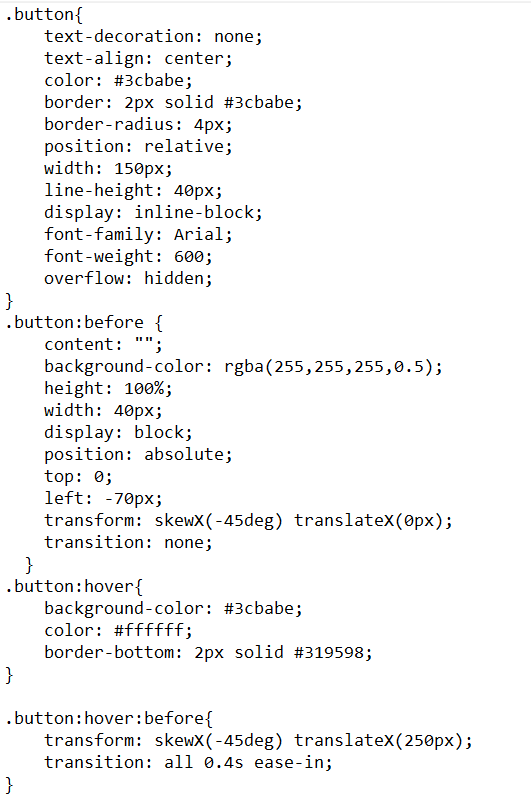 .button{
    text-decoration: none;
    text-align: center;
    color: #3cbabe;
    border: 2px solid #3cbabe;
    border-radius: 4px;
    position: relative;
    width: 150px;
    line-height: 40px;
    display: inline-block;
    font-family: Arial;
    font-weight: 600;
    overflow: hidden;
}
.button:before {
    content: "";
    background-color: rgba(255,255,255,0.5);
    height: 100%;
    width: 40px;
    display: block;
    position: absolute;
    top: 0;
    left: -70px;
    transform: skewX(-45deg) translateX(0px);
    transition: none;
  }
.button:hover{
    background-color: #3cbabe;
    color: #ffffff;
    border-bottom: 2px solid #319598;
}

.button:hover:before{
    transform: skewX(-45deg) translateX(250px);
    transition: all 0.4s ease-in;
}